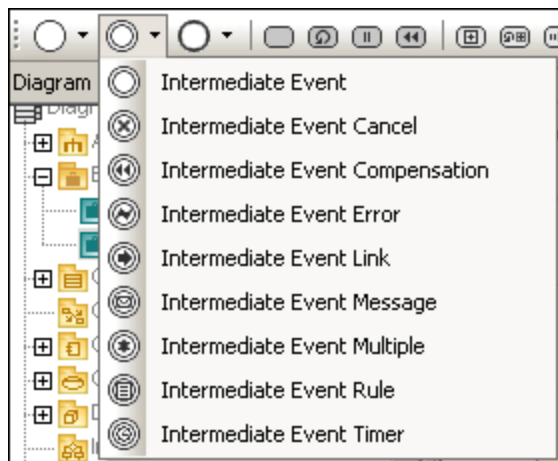 Diagram
Intermediate Event
Intermediate Event Cancel
Intermediate Event Compensation
Intermediate Event Error
Intermediate Event Link
Intermediate Event Message
Intermediate Event Multiple
Intermediate Event Rule
Intermediate Event Timer